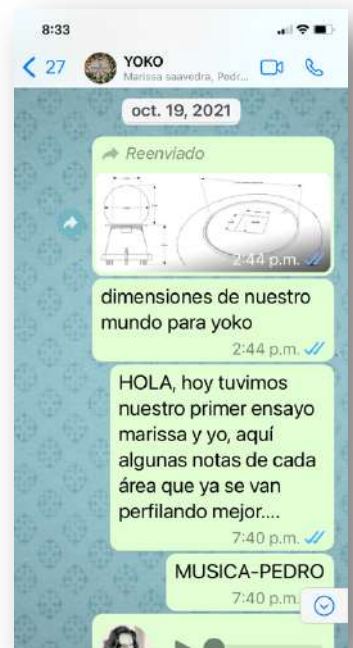 8:33
27
YOKO
Marissa saavedra, Pedr...
oct. 19, 2021
Reenviado
2:44 p.m.
dimensiones de nuestro
mundo para yoko
2:44 p.m.
HOLA, hoy tuvimos
nuestro primer ensayo
marissa y yo, aquí
algunas notas de cada
área que ya se van
perfilando mejor....
7:40 p.m.
MUSICA-PEDRO
7:40 p.m.